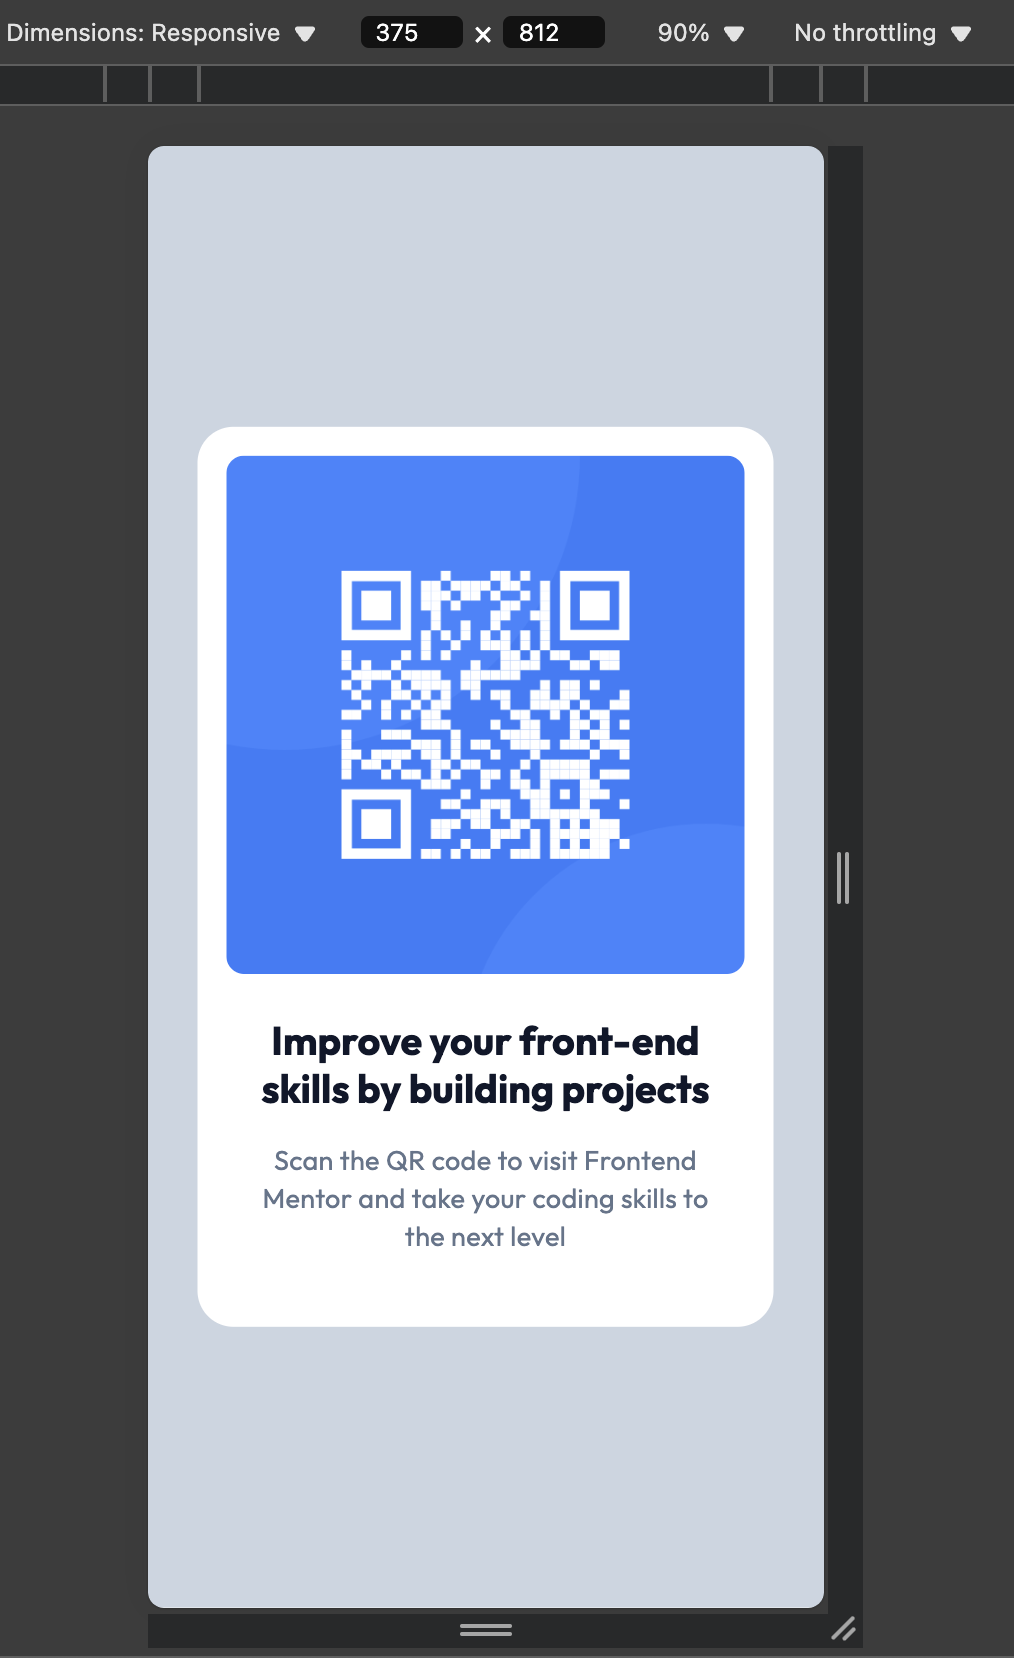 Dimensions: Responsive ▼ 375 × 812 90% ▼ No throttling ▼
Improve your front-end
skills by building projects
Scan the QR code to visit Frontend
Mentor and take your coding skills to
the next level